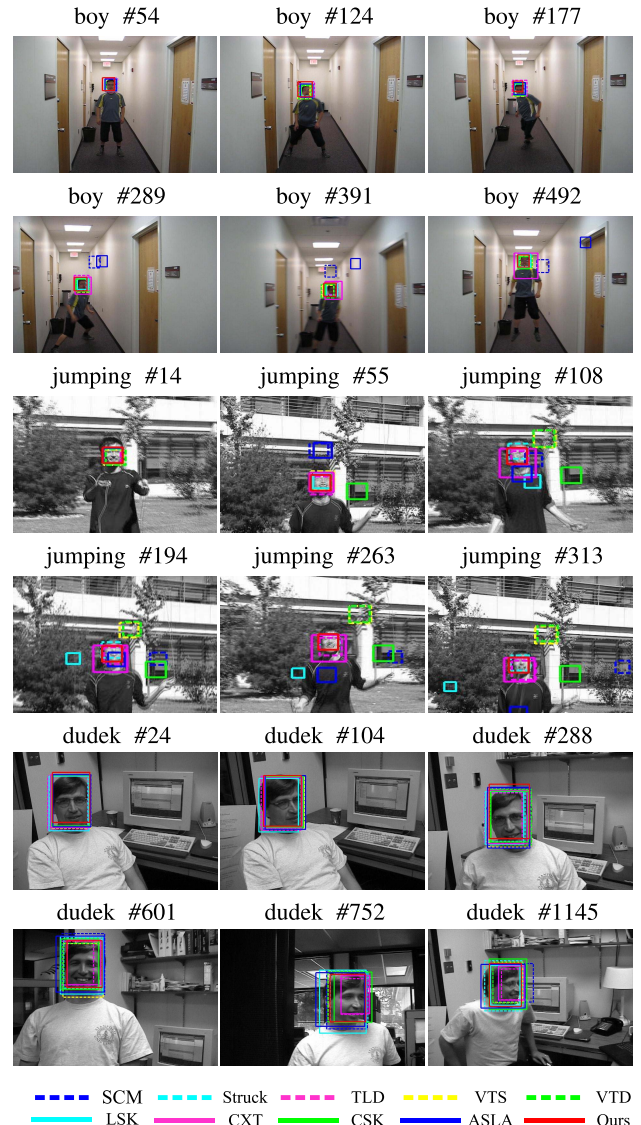 boy #54 boy #124 boy #177
boy #289 boy #391 boy #492
jumping #14 jumping #55 jumping #108
jumping #194 jumping #263 jumping #313
dudek #24 dudek #104 dudek #288
dudek #601 dudek #752 dudek #1145
SCM Struck TLD VTS VTD
LSK CXT CSK ASLA Ours